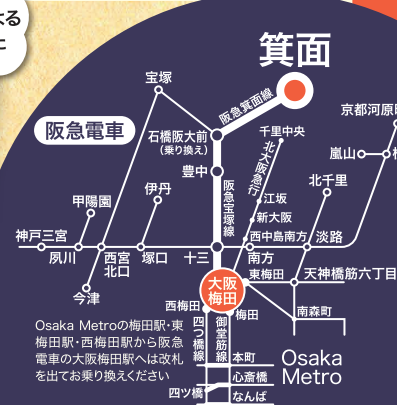 よる
に
箕面
宝塚
阪急箕面線
京都河原町
阪急電車
石橋阪大前
(乗り換え)
千里中央
嵐山
豊中
北大阪急行
北千里
伊丹
甲陽園
阪急宝塚線
江坂
新大阪
神戸三宮
西中島南方
淡路
夙川
西宮
北口
塚口
十三
南方
今津
大阪
梅田
東梅田
天神橋筋六丁目
西梅田
梅田
南森町
Osaka Metroの梅田駅・東
梅田駅・西梅田駅から阪急
電車の大阪梅田駅へは改札
を出てお乗り換えください
四つ橋線
御堂筋線
本町
Osaka
Metro
心斎橋
四ツ橋
なんば